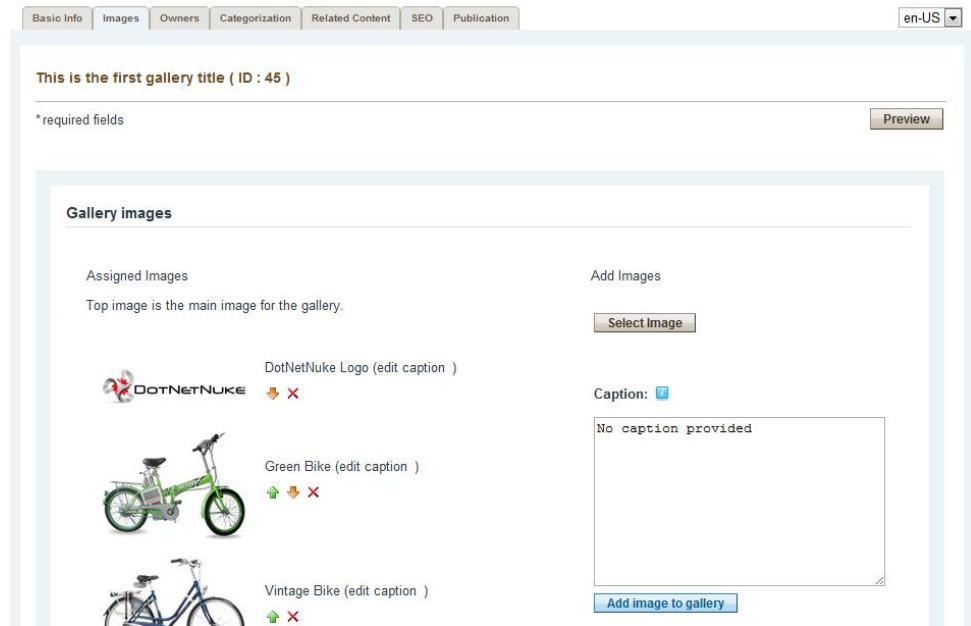 Basic Info Images Owners Categorization Related Content SEO Publication en-US
This is the first gallery title ( ID : 45 )
* required fields
Preview
Gallery images
Assigned Images
Add Images
Top image is the main image for the gallery.
Select Image
DotNetNuke Logo (edit caption )
DOTNETNUKE
Caption: ?
No caption provided
Green Bike (edit caption )
Vintage Bike (edit caption )
Add image to gallery